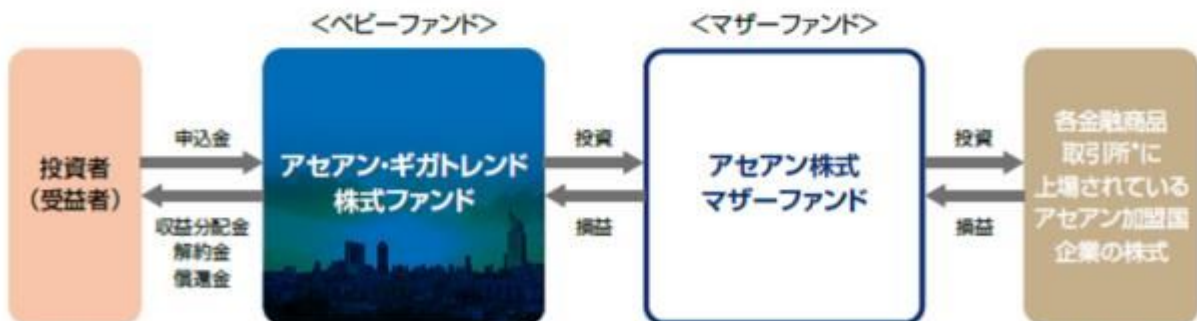 <ベビーファンド>
<マザーファンド>
投資者
(受益者)
申込金
収益分配金
解約金
償還金
アセアン・ギガトレンド
株式ファンド
投資
損益
アセアン株式
マザーファンド
投資
損益
各金融商品
取引所*に
上場されている
アセアン加盟国
企業の株式